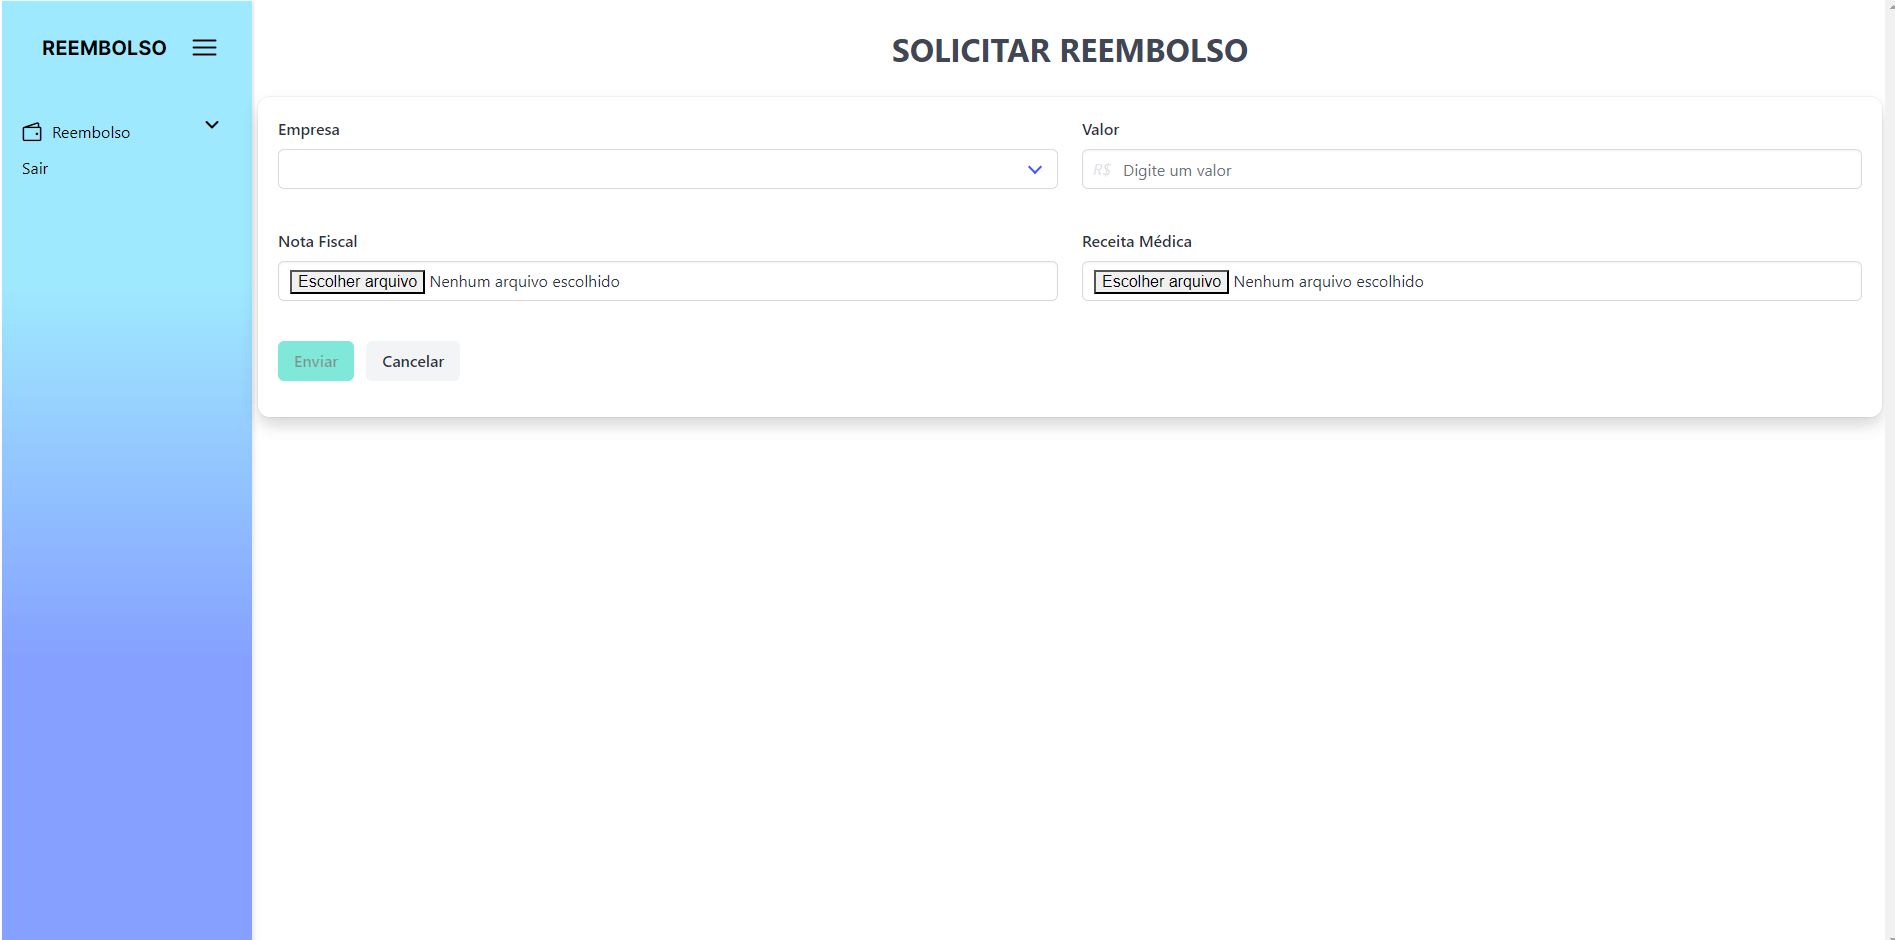 REEMBOLSO
Reembolso
Sair
SOLICITAR REEMBOLSO
Empresa
Valor
R$ Digite um valor
Nota Fiscal
Escolher arquivo Nenhum arquivo escolhido
Receita Médica
Escolher arquivo Nenhum arquivo escolhido
Enviar
Cancelar